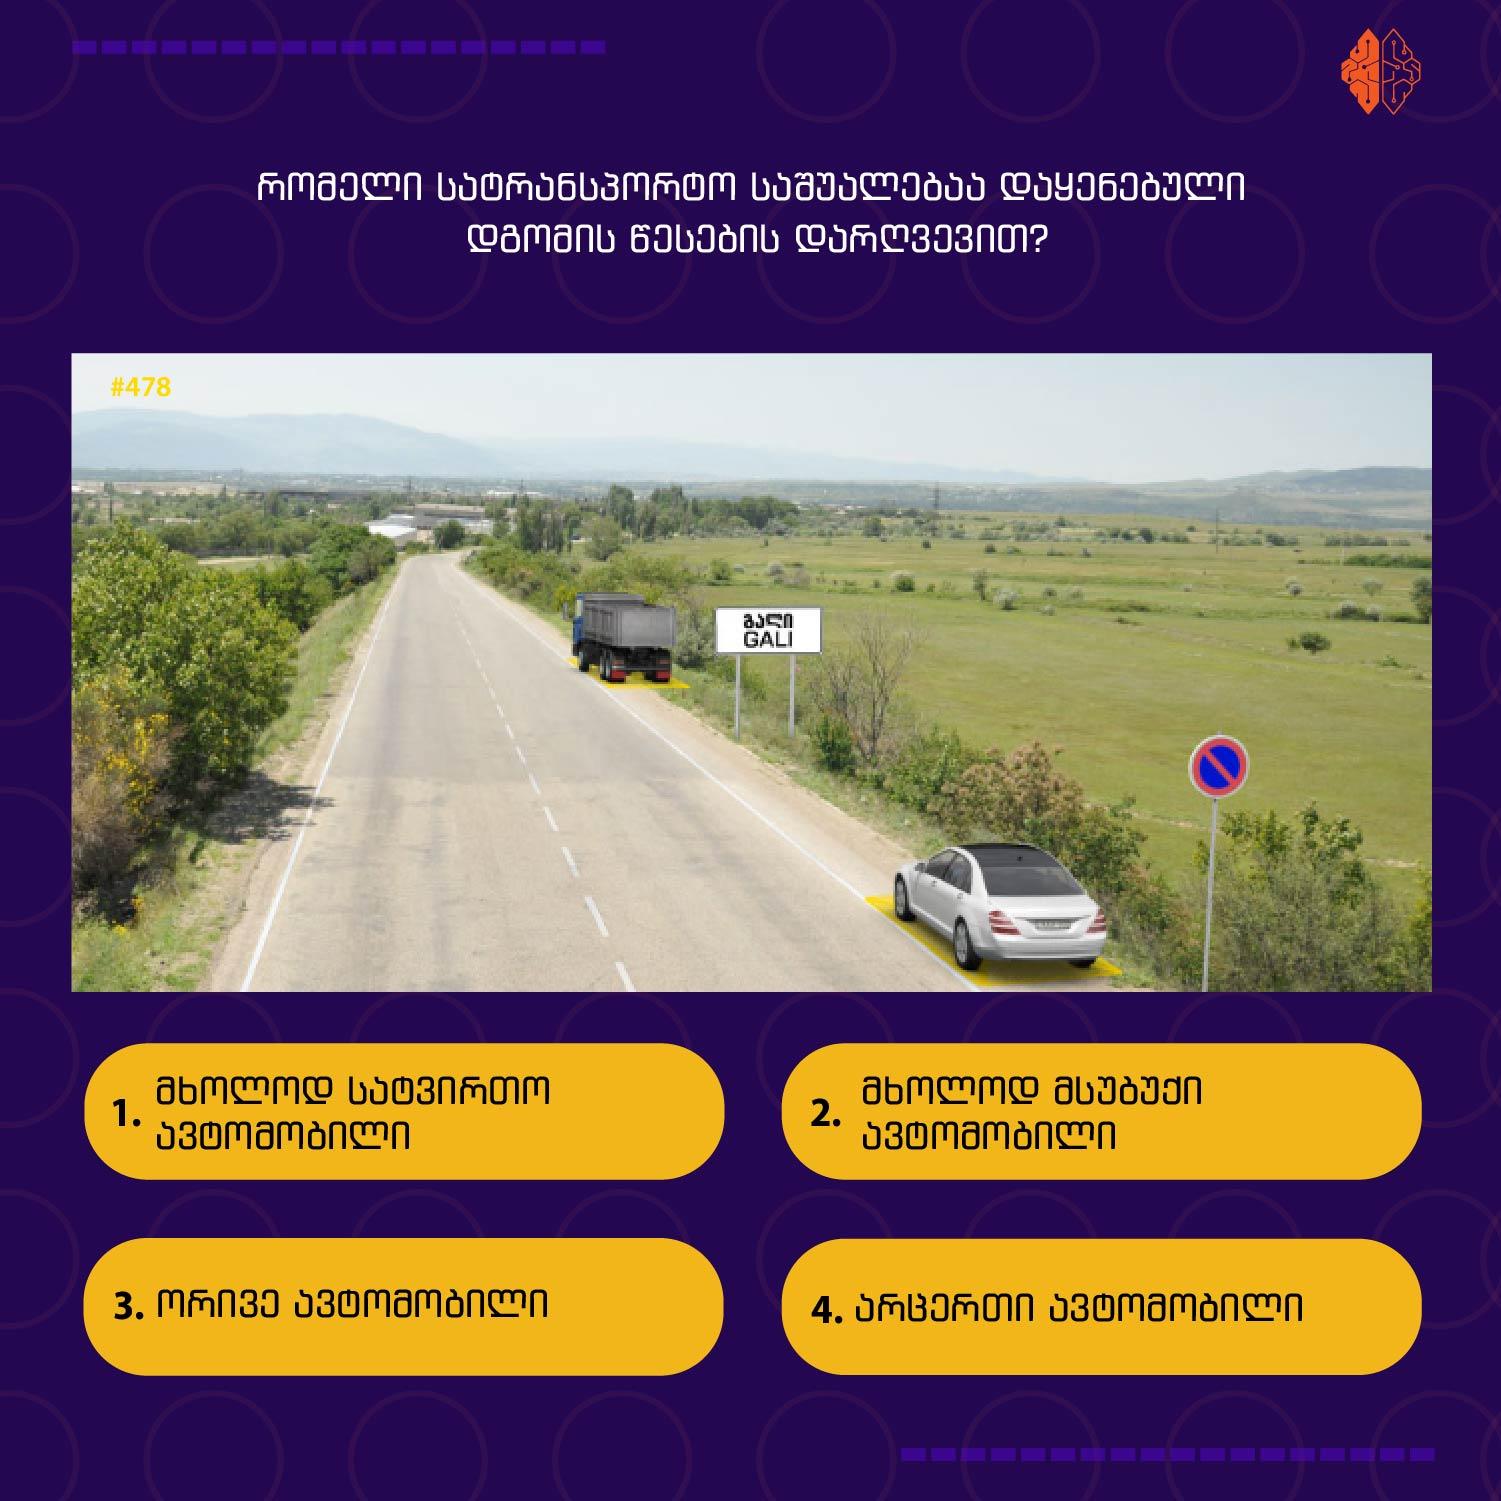 რომელი სატრანსპორტო საშუალებაა დაყენებული
დგომის წესების დარღვევით?
#478
გალი
GALI
1. მხოლოდ სატვირთო
ავტომობილი
2. მხოლოდ მსუბუქი
ავტომობილი
3. ორივე ავტომობილი
4. არცერთი ავტომობილი